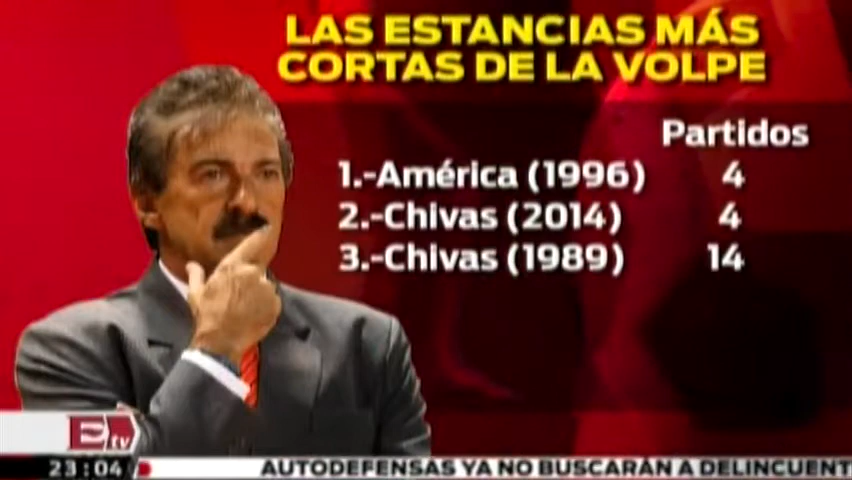 LAS ESTANCIAS MÁS
CORTAS DE LA VOLPE
Partidos
1.-América (1996) 4
2.-Chivas (2014) 4
3.-Chivas (1989) 14
E tv
23:04 AUTODEFENSAS YA NO BUSCARÁN A DELINCUENT